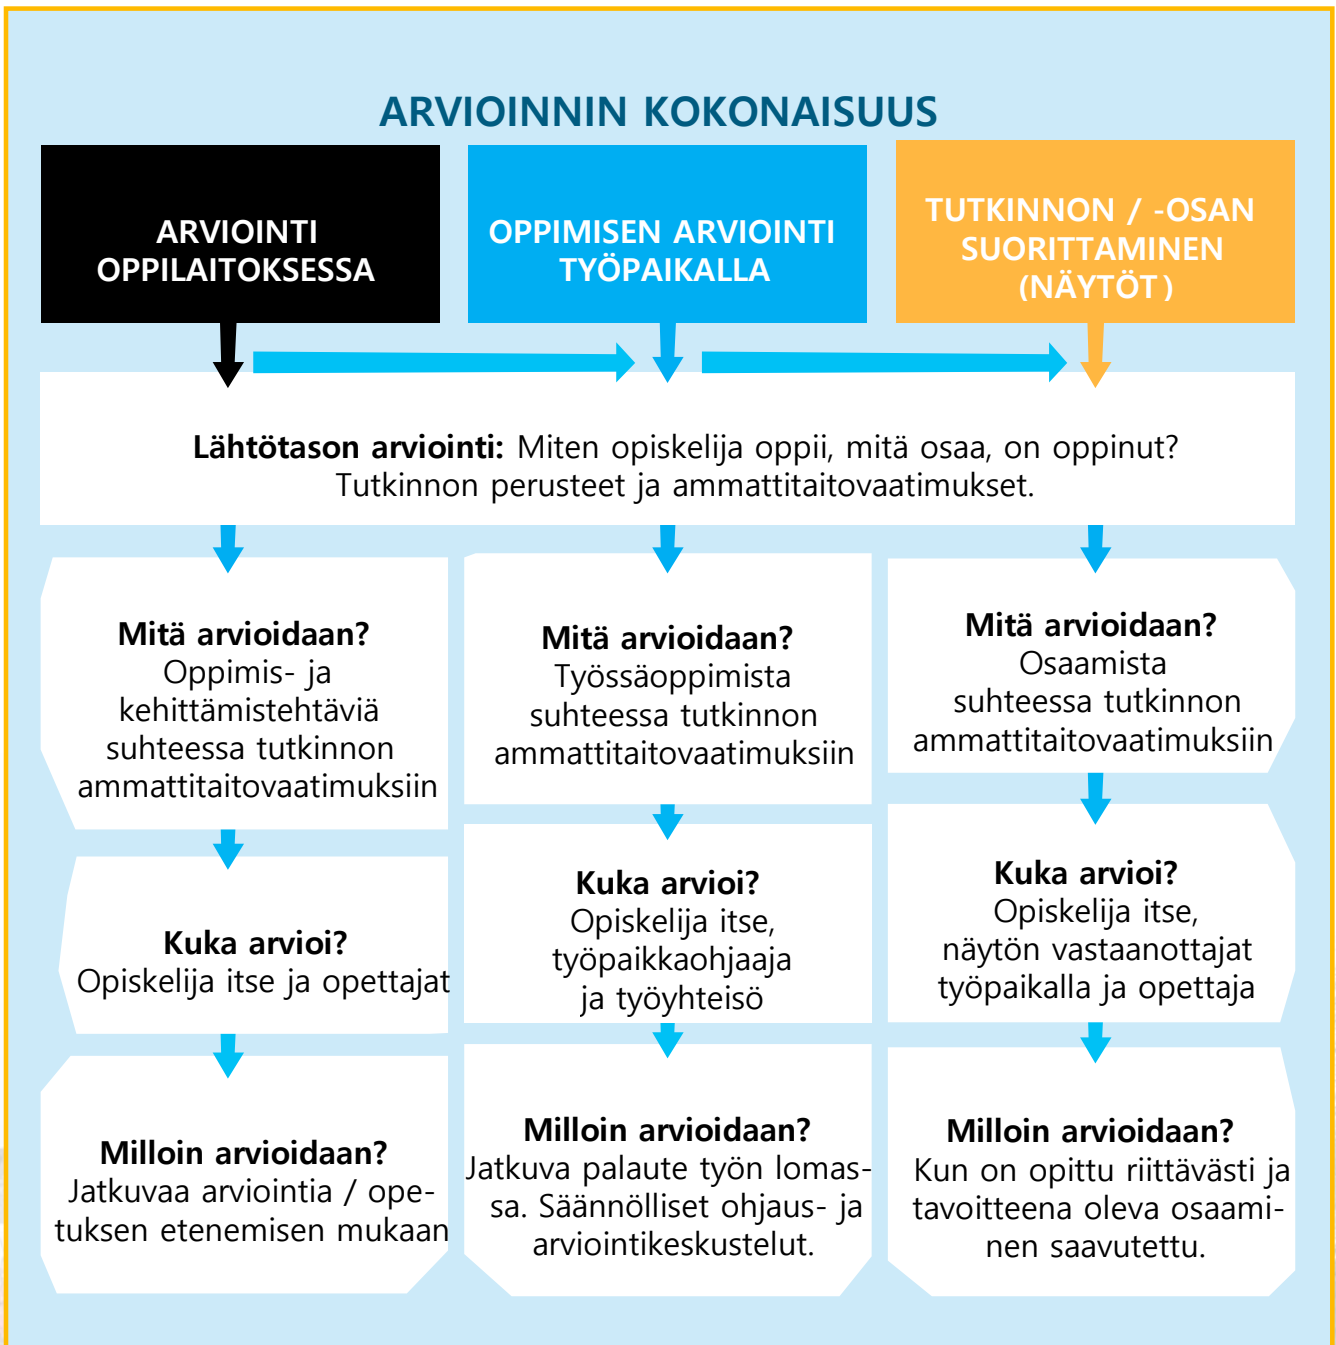 ARVIOINNIN KOKONAISUUS
ARVIOINTI
OPPILAITOKSESSA
OPPIMISEN ARVIOINTI
TYÖPAIKALLA
TUTKINNON / -OSAN
SUORITTAMINEN
(NÄYTÖT)
Lähtötason arviointi: Miten opiskelija oppii, mitä osaa, on oppinut?
Tutkinnon perusteet ja ammattitaitovaatimukset.
Mitä arvioidaan?
Oppimis- ja
kehittämistehtäviä
suhteessa tutkinnon
ammattitaitovaatimuksiin
Kuka arvioi?
Opiskelija itse ja opettajat
Milloin arvioidaan?
Jatkuvaa arviointia / ope-
tuksen etenemisen mukaan
Mitä arvioidaan?
Työssäoppimista
suhteessa tutkinnon
ammattitaitovaatimuksiin
Kuka arvioi?
Opiskelija itse,
työpaikkaohjaaja
ja työyhteisö
Milloin arvioidaan?
Jatkuva palaute työn lomas-
sa. Säännölliset ohjaus- ja
arviointikeskustelut.
Mitä arvioidaan?
Osaamista
suhteessa tutkinnon
ammattitaitovaatimuksiin
Kuka arvioi?
Opiskelija itse,
näytön vastaanottajat
työpaikalla ja opettaja
Milloin arvioidaan?
Kun on opittu riittävästi ja
tavoitteena oleva osaami-
nen saavutettu.